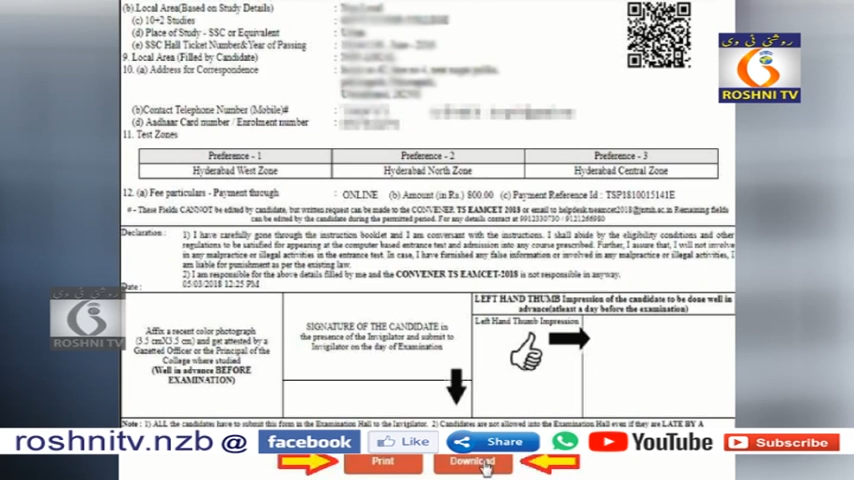 (b).Local Area(Based on Study Details) :
(c) 10+2 Studies :
(d) Place of Study - SSC or Equivalent :
(e) SSC Hall Ticket Number&Year of Passing :
9. Local Area (Filled by Candidate) :
10. (a) Address for Correspondence :
(b)Contact Telephone Number (Mobile)# :
(d) Aadhaar Card number / Enrolment number :
11. Test Zones
Preference - 1 Preference - 2 Preference - 3
Hyderabad West Zone Hyderabad North Zone Hyderabad Central Zone
12. (a) Fee particulars - Payment through : ONLINE (b) Amount (in Rs.) 800.00 (c) Payment Reference Id : TSP1810015141E
# - These Fields CANNOT be edited by candidate, but written request can be made to the CONVENER, TS EAMCET 2018 or email to helpdesk.tseamcet2018@jntuh.ac.in Remaining fields
can be edited by the candidate during the permitted period. For any details contact at 9912330730 / 9121266980
Declaration : 1) I have carefully gone through the instruction booklet and I am conversant with the instructions. I shall abide by the eligibility conditions and other
regulations to be satisfied for appearing at the computer based entrance test and admission into any course prescribed. Further, I assure that, I will not involve
in any malpractice or illegal activities in the entrance test. In case, I have furnished any false information or involved in any malpractice or illegal activities, I
am liable for punishment as per the existing law.
2) I am responsible for the above details filled by me and the CONVENER TS EAMCET-2018 is not responsible in anyway.
Date : 05/03/2018 12:25 PM
Affix a recent color photograph
(3.5 cmX3.5 cm) and get attested by a
Gazetted Officer or the Principal of the
College where studied
(Well in advance BEFORE
EXAMINATION)
SIGNATURE OF THE CANDIDATE in
the presence of the Invigilator and submit to
Invigilator on the day of Examination
LEFT HAND THUMB Impression of the candidate to be done well in
advance(atleast a day before the examination)
Left Hand Thumb Impression
Note : 1) ALL the candidates have to submit this form in the Examination Hall to the Invigilator. 2) Candidates are not allowed into the Examination Hall even if they are LATE BY A
روشنی ٹی وی
ROSHNI TV
روشنی ٹی وی
ROSHNI TV
roshnitv.nzb @ facebook Like Share YouTube Subscribe
Print Download